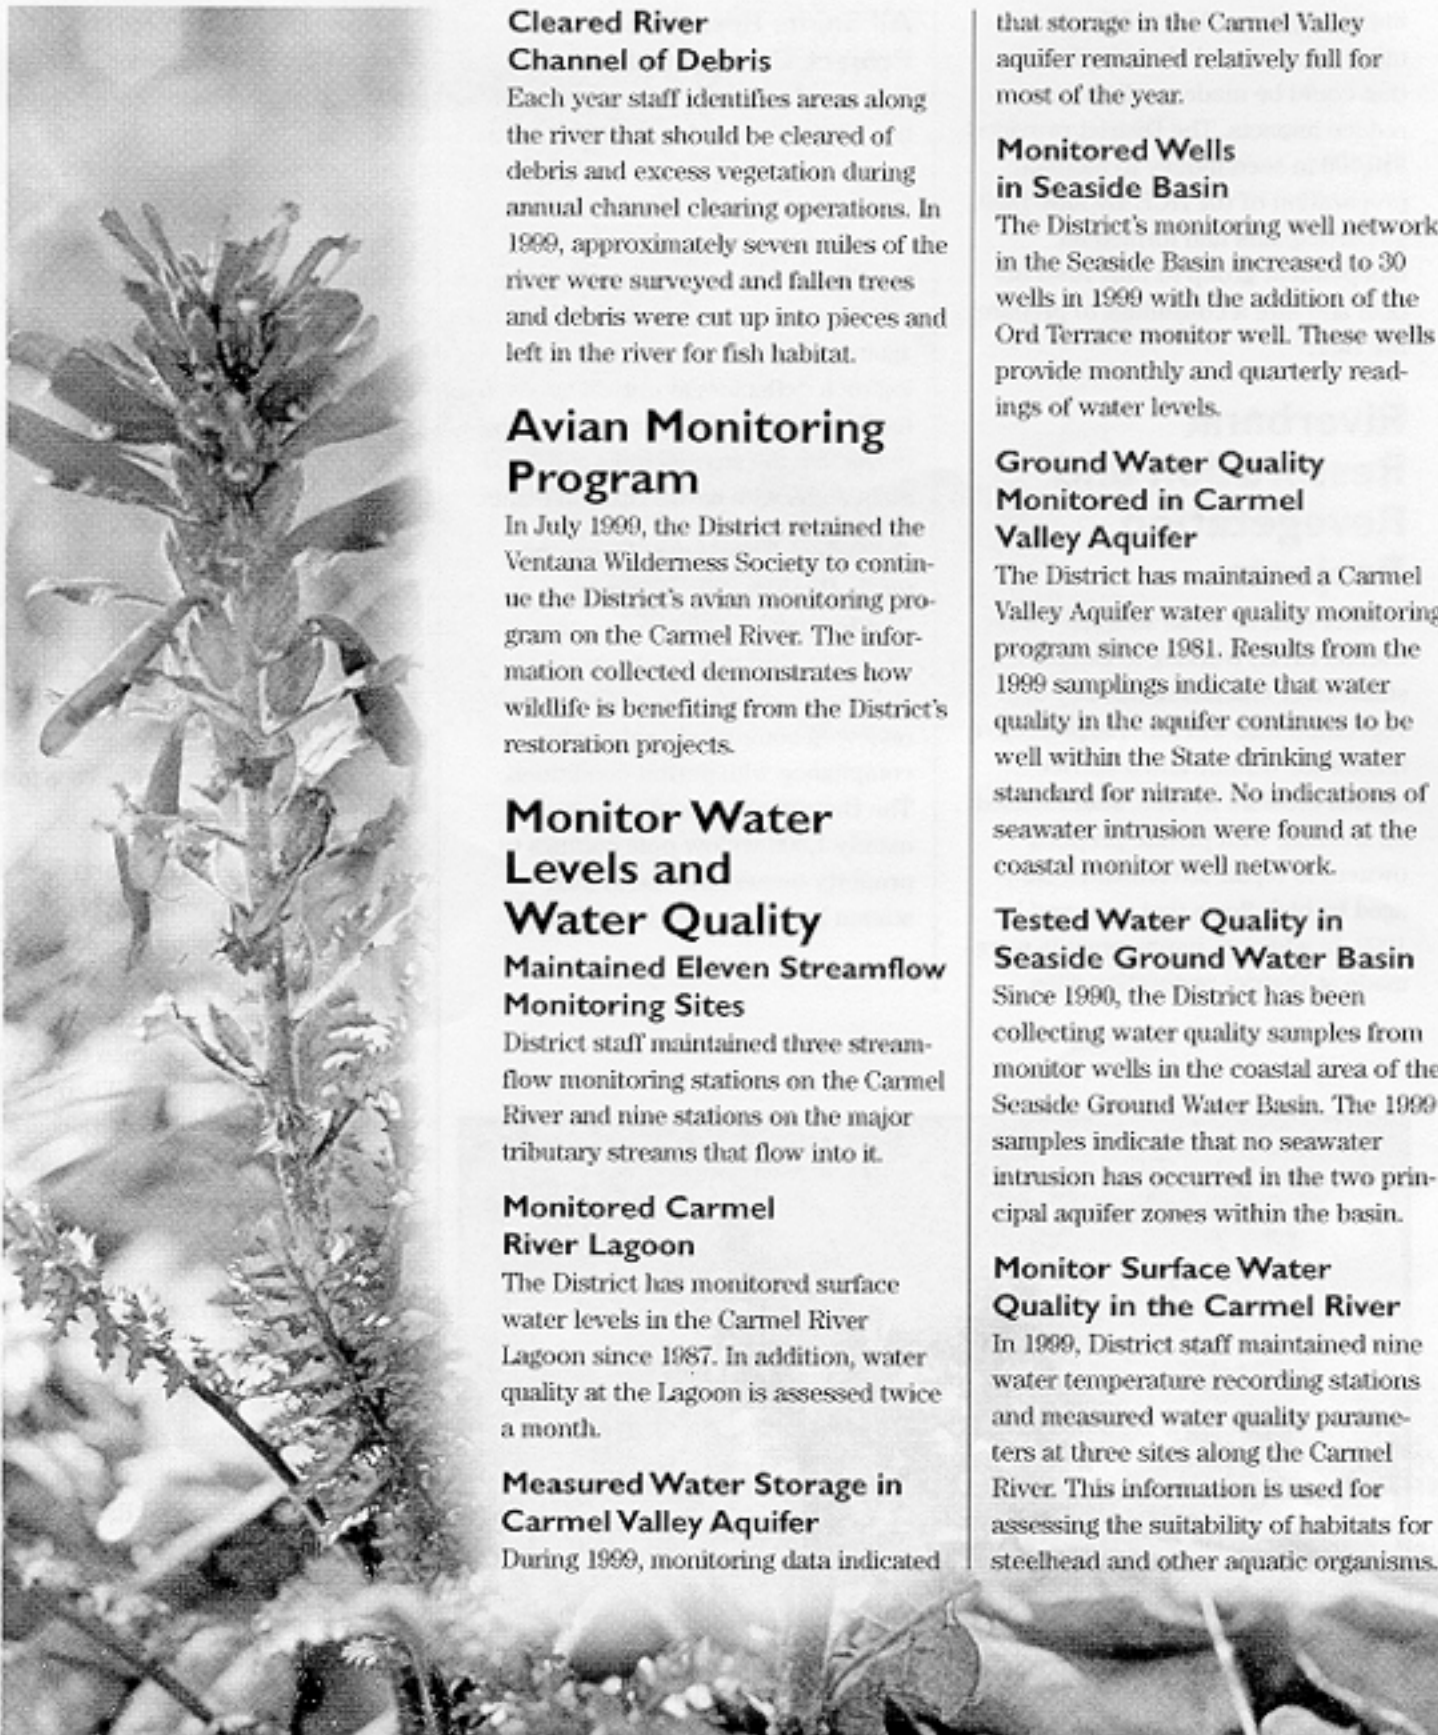 Cleared River
Channel of Debris
Each year staff identifies areas along
the river that should be cleared of
debris and excess vegetation during
annual channel clearing operations. In
1999, approximately seven miles of the
river were surveyed and fallen trees
and debris were cut up into pieces and
left in the river for fish habitat.
Avian Monitoring
Program
In July 1999, the District retained the
Ventana Wilderness Society to contin-
ue the District's avian monitoring pro-
gram on the Carmel River. The infor-
mation collected demonstrates how
wildlife is benefiting from the District's
restoration projects.
Monitor Water
Levels and
Water Quality
Maintained Eleven Streamflow
Monitoring Sites
District staff maintained three stream-
flow monitoring stations on the Carmel
River and nine stations on the major
tributary streams that flow into it.
Monitored Carmel
River Lagoon
The District has monitored surface
water levels in the Carmel River
Lagoon since 1987. In addition, water
quality at the Lagoon is assessed twice
a month.
Measured Water Storage in
Carmel Valley Aquifer
During 1999, monitoring data indicated
that storage in the Carmel Valley
aquifer remained relatively full for
most of the year.
Monitored Wells
in Seaside Basin
The District's monitoring well network
in the Seaside Basin increased to 30
wells in 1999 with the addition of the
Ord Terrace monitor well. These wells
provide monthly and quarterly read-
ings of water levels.
Ground Water Quality
Monitored in Carmel
Valley Aquifer
The District has maintained a Carmel
Valley Aquifer water quality monitoring
program since 1981. Results from the
1999 samplings indicate that water
quality in the aquifer continues to be
well within the State drinking water
standard for nitrate. No indications of
seawater intrusion were found at the
coastal monitor well network.
Tested Water Quality in
Seaside Ground Water Basin
Since 1990, the District has been
collecting water quality samples from
monitor wells in the coastal area of the
Seaside Ground Water Basin. The 1999
samples indicate that no seawater
intrusion has occurred in the two prin-
cipal aquifer zones within the basin.
Monitor Surface Water
Quality in the Carmel River
In 1999, District staff maintained nine
water temperature recording stations
and measured water quality parame-
ters at three sites along the Carmel
River. This information is used for
assessing the suitability of habitats for
steelhead and other aquatic organisms.